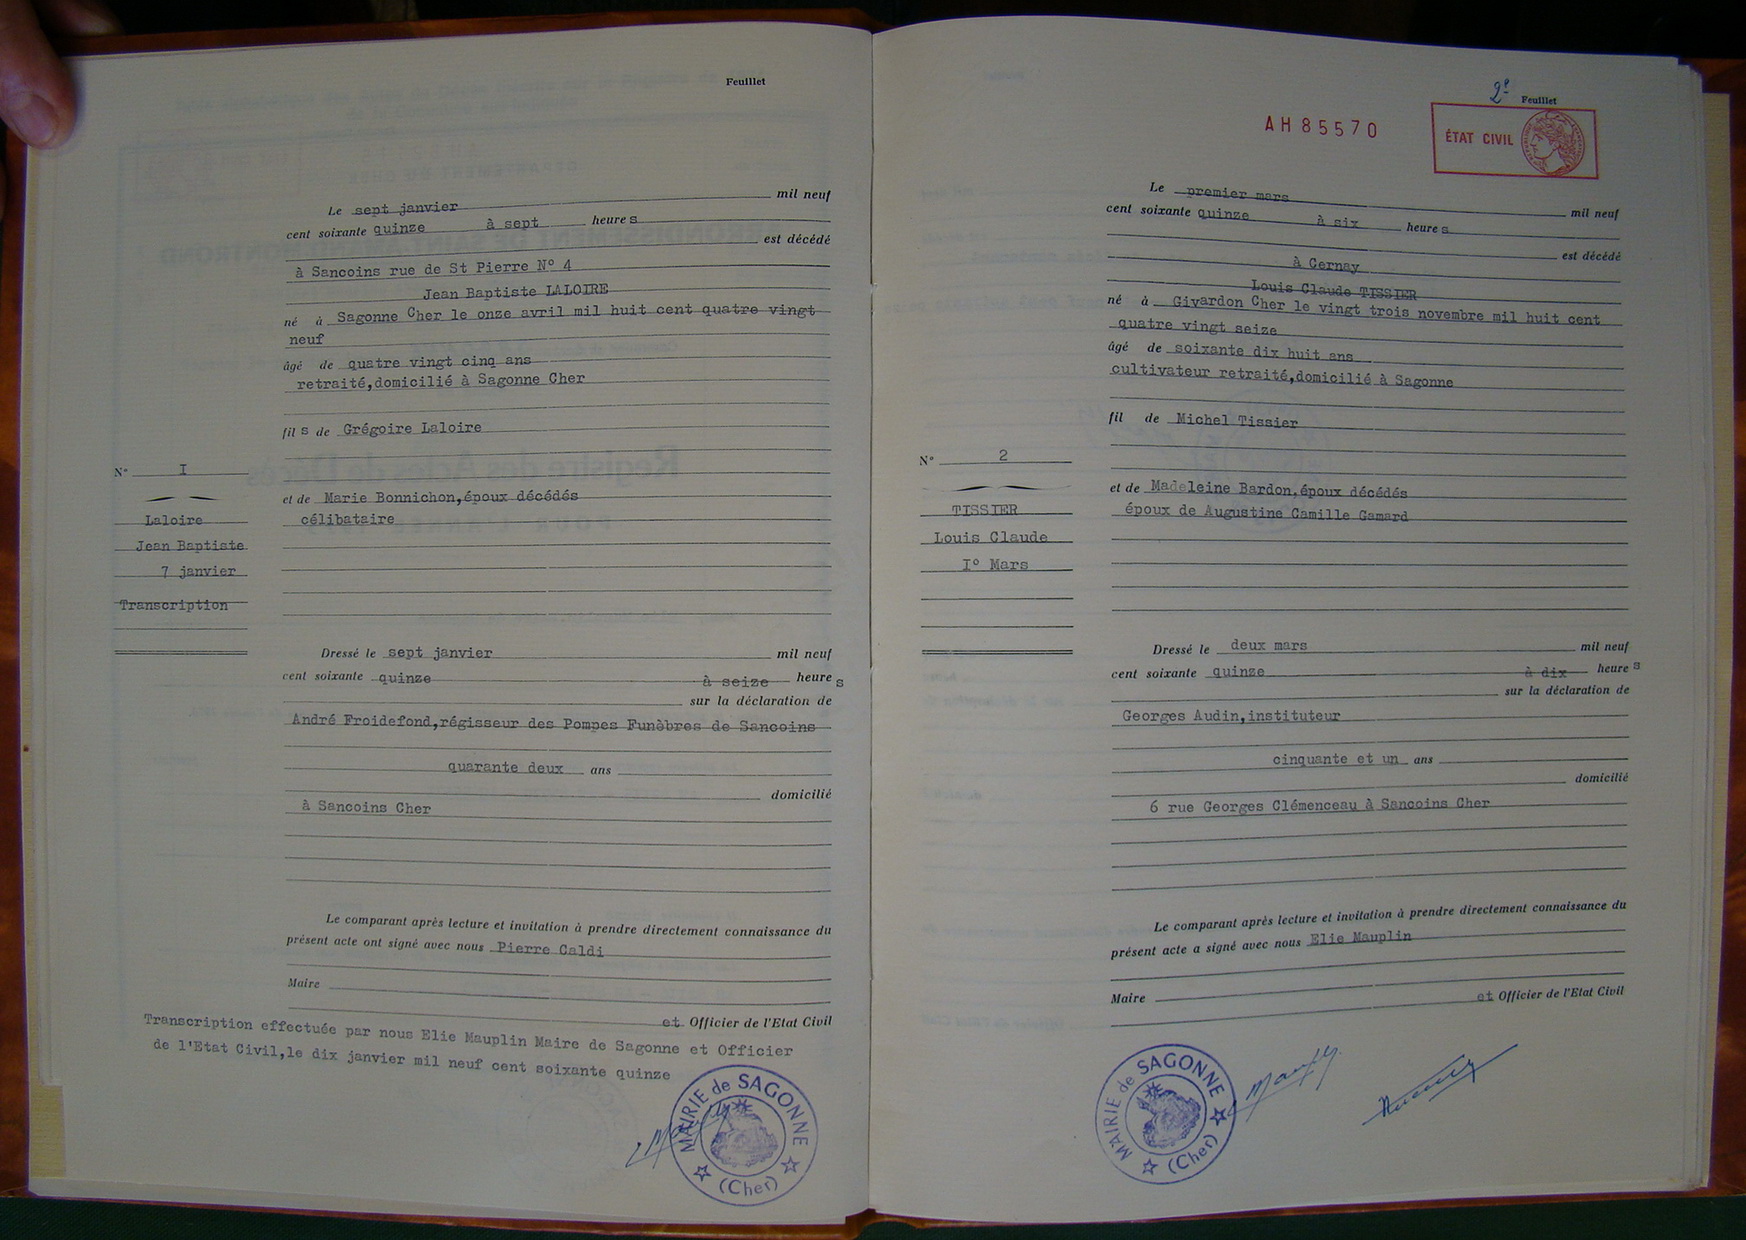 Feuillet
Le sept janvier mil neuf
cent soixante quinze à sept heures
est décédé
à Sancoins rue de St Pierre N° 4
Jean Baptiste LALOIRE
né à Sagonne Cher le onze avril mil huit cent quatre vingt
neuf
âgé de quatre vingt cinq ans
retraité,domicilié à Sagonne Cher
fils de Grégoire Laloire
N° I
et de Marie Bonnichon,époux décédés
célibataire
Laloire
Jean Baptiste
7 janvier
Transcription
Dressé le sept janvier mil neuf
cent soixante quinze à seize heures
sur la déclaration de
André Froidefond,régisseur des Pompes Funèbres de Sancoins
quarante deux ans
domicilié
à Sancoins Cher
Le comparant après lecture et invitation à prendre directement connaissance du
présent acte ont signé avec nous Pierre Caldi
Maire
et Officier de l'Etat Civil
Transcription effectuée par nous Elie Mauplin Maire de Sagonne et Officier
de l'Etat Civil,le dix janvier mil neuf cent soixante quinze
MAIRIE de SAGONNE
(Cher)
2e Feuillet
AH85570
ÉTAT CIVIL
Le premier mars mil neuf
cent soixante quinze à six heures
est décédé
à Cernay
Louis Claude TISSIER
né à Givardon Cher le vingt trois novembre mil huit cent
quatre vingt seize
âgé de soixante dix huit ans
cultivateur retraité,domicilié à Sagonne
fil de Michel Tissier
N° 2
et de Madeleine Bardon,époux décédés
époux de Augustine Camille Gamard
TISSIER
Louis Claude
I° Mars
Dressé le deux mars mil neuf
cent soixante quinze à dix heures
sur la déclaration de
Georges Audin,instituteur
cinquante et un ans
domicilié
6 rue Georges Clémenceau à Sancoins Cher
Le comparant après lecture et invitation à prendre directement connaissance du
présent acte a signé avec nous Elie Mauplin
Maire
et Officier de l'Etat Civil
MAIRIE de SAGONNE
(Cher)